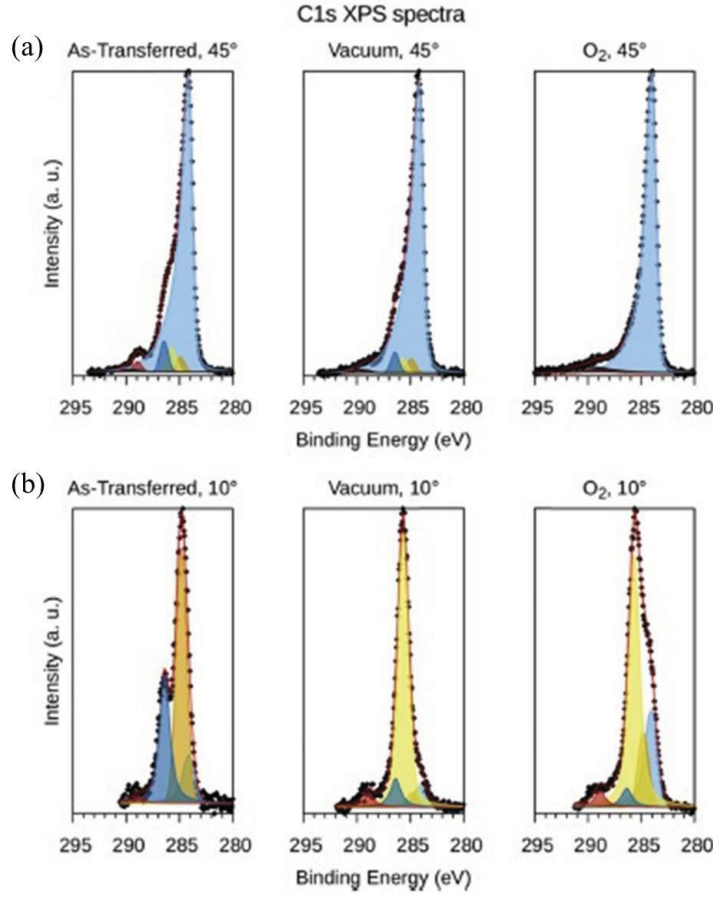 C1s XPS spectra
(a)
As-Transferred, 45°
Vacuum, 45°
O₂, 45°
Intensity (a. u.)
295 290 285 280
295 290 285 280
295 290 285 280
Binding Energy (eV)
(b)
As-Transferred, 10°
Vacuum, 10°
O₂, 10°
Intensity (a. u.)
295 290 285 280
295 290 285 280
295 290 285 280
Binding Energy (eV)